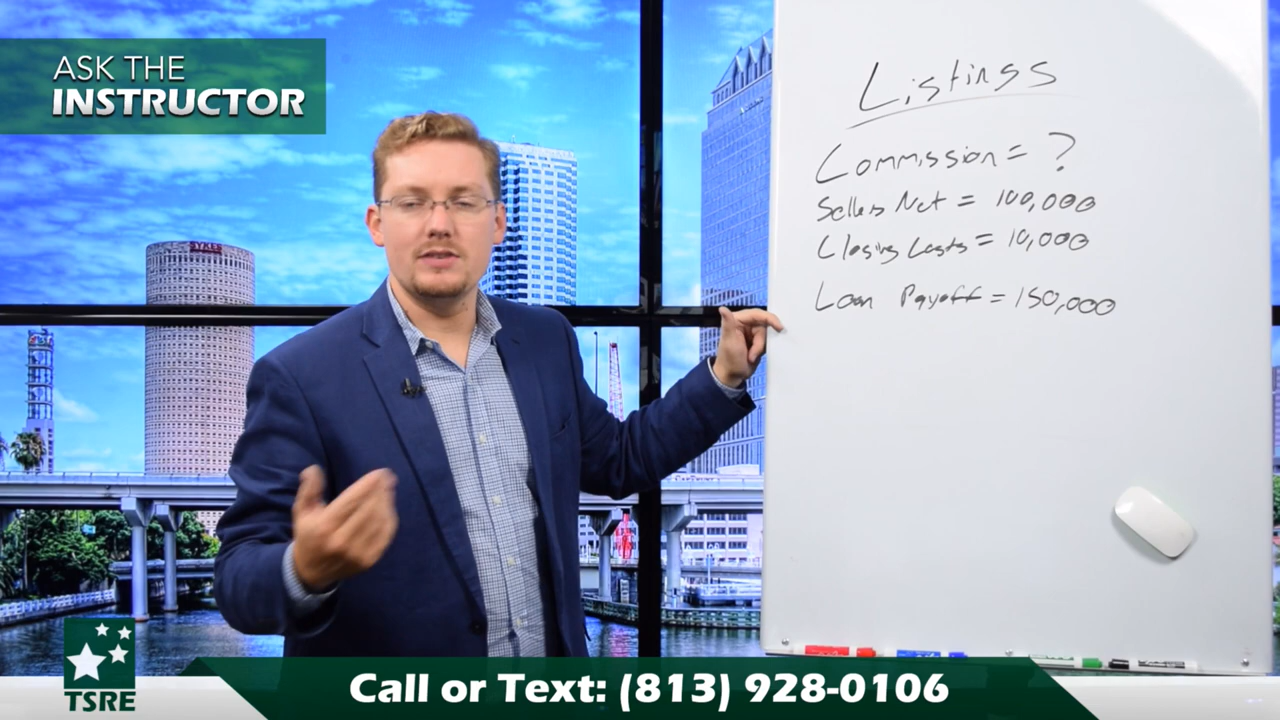 ASK THE
INSTRUCTOR
SYKES
Listings
Commission = ?
Sellers Net = 100,000
Closing Costs = 10,000
Loan Payoff = 150,000
TSRE
Call or Text: (813) 928-0106